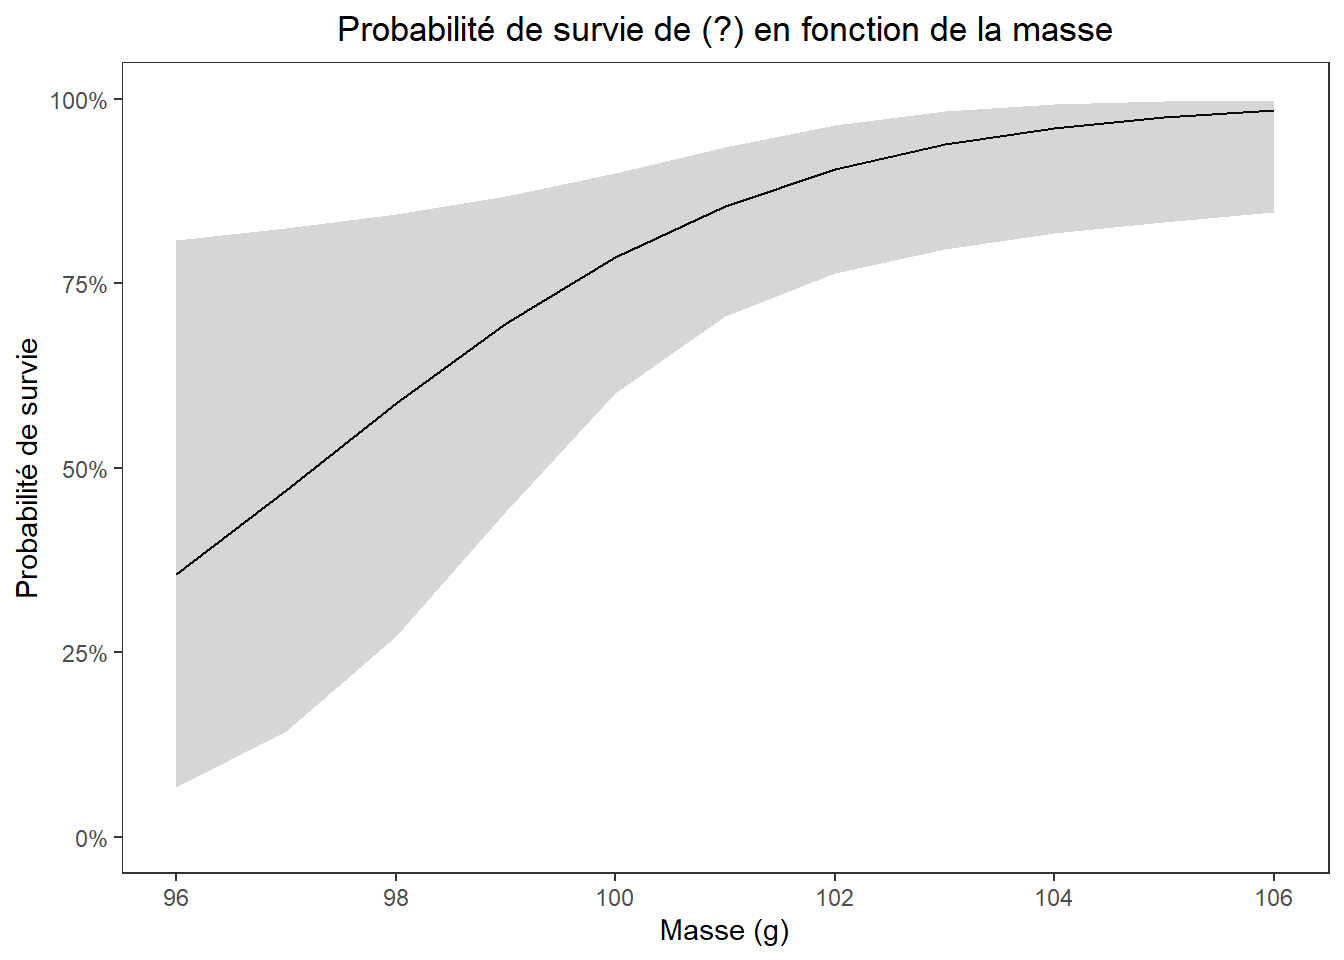 Probabilité de survie de (?) en fonction de la masse
100%
75%
50%
25%
0%
Probabilité de survie
96 98 100 102 104 106
Masse (g)